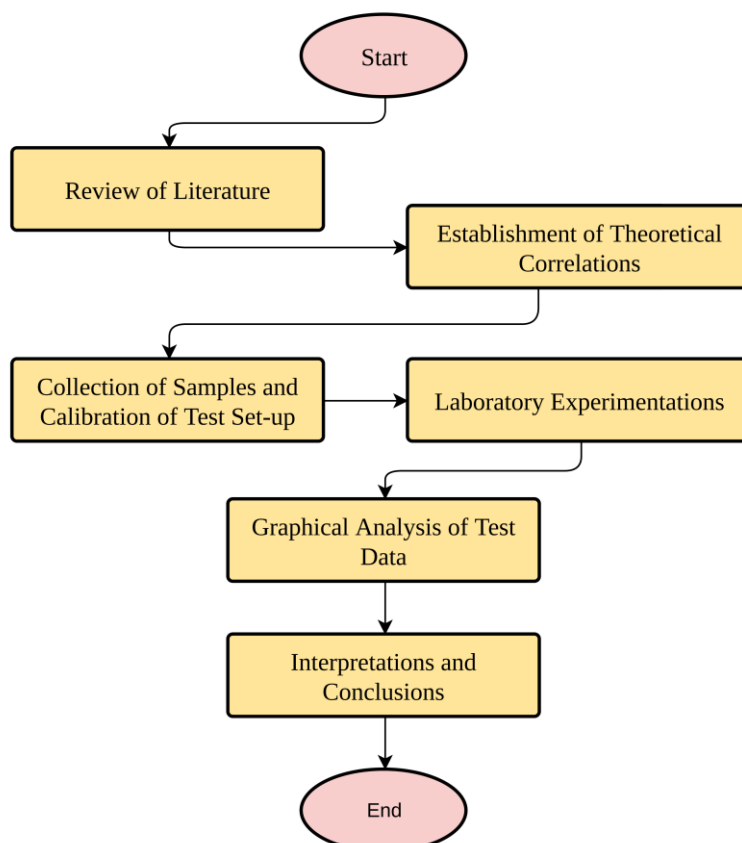 Start
Review of Literature
Establishment of Theoretical
Correlations
Collection of Samples and
Calibration of Test Set-up
Laboratory Experimentations
Graphical Analysis of Test
Data
Interpretations and
Conclusions
End